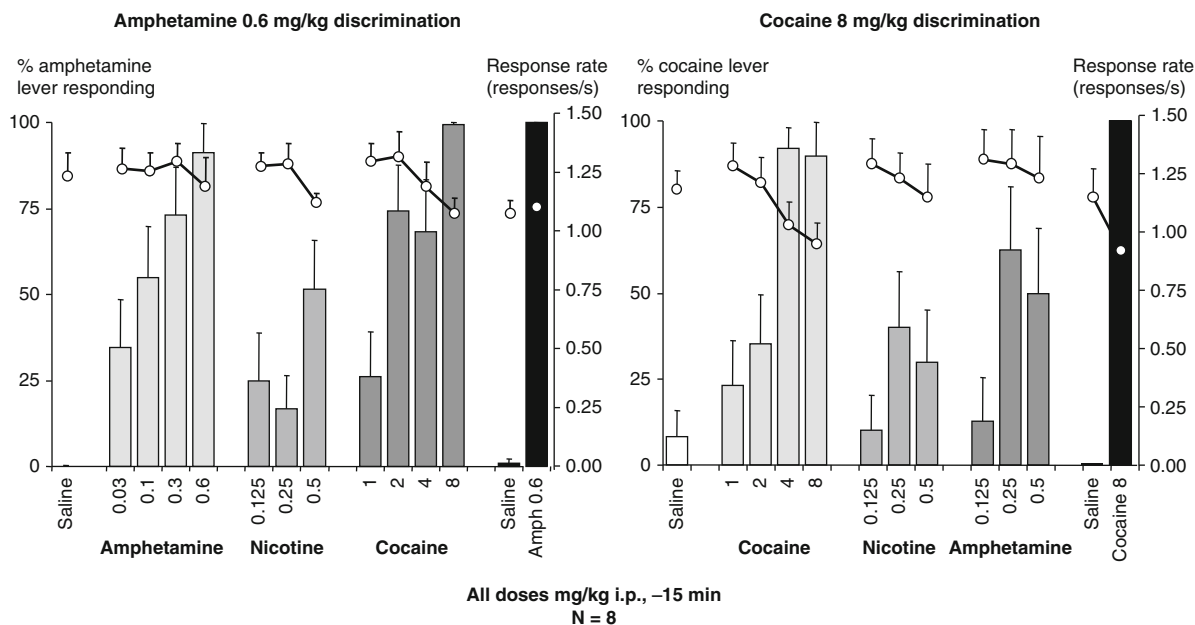 Amphetamine 0.6 mg/kg discrimination
% amphetamine
lever responding
Response rate
(responses/s)
100
75
50
25
0
1.50
1.25
1.00
0.75
0.50
0.25
0.00
Saline
0.03
0.1
0.3
0.6
0.125
0.25
0.5
1
2
4
8
Saline
Amph 0.6
Amphetamine
Nicotine
Cocaine
Cocaine 8 mg/kg discrimination
% cocaine lever
responding
Response rate
(responses/s)
100
75
50
25
0
1.50
1.25
1.00
0.75
0.50
0.25
0.00
Saline
1
2
4
8
0.125
0.25
0.5
0.125
0.25
0.5
Saline
Cocaine 8
Cocaine
Nicotine
Amphetamine
All doses mg/kg i.p., –15 min
N = 8